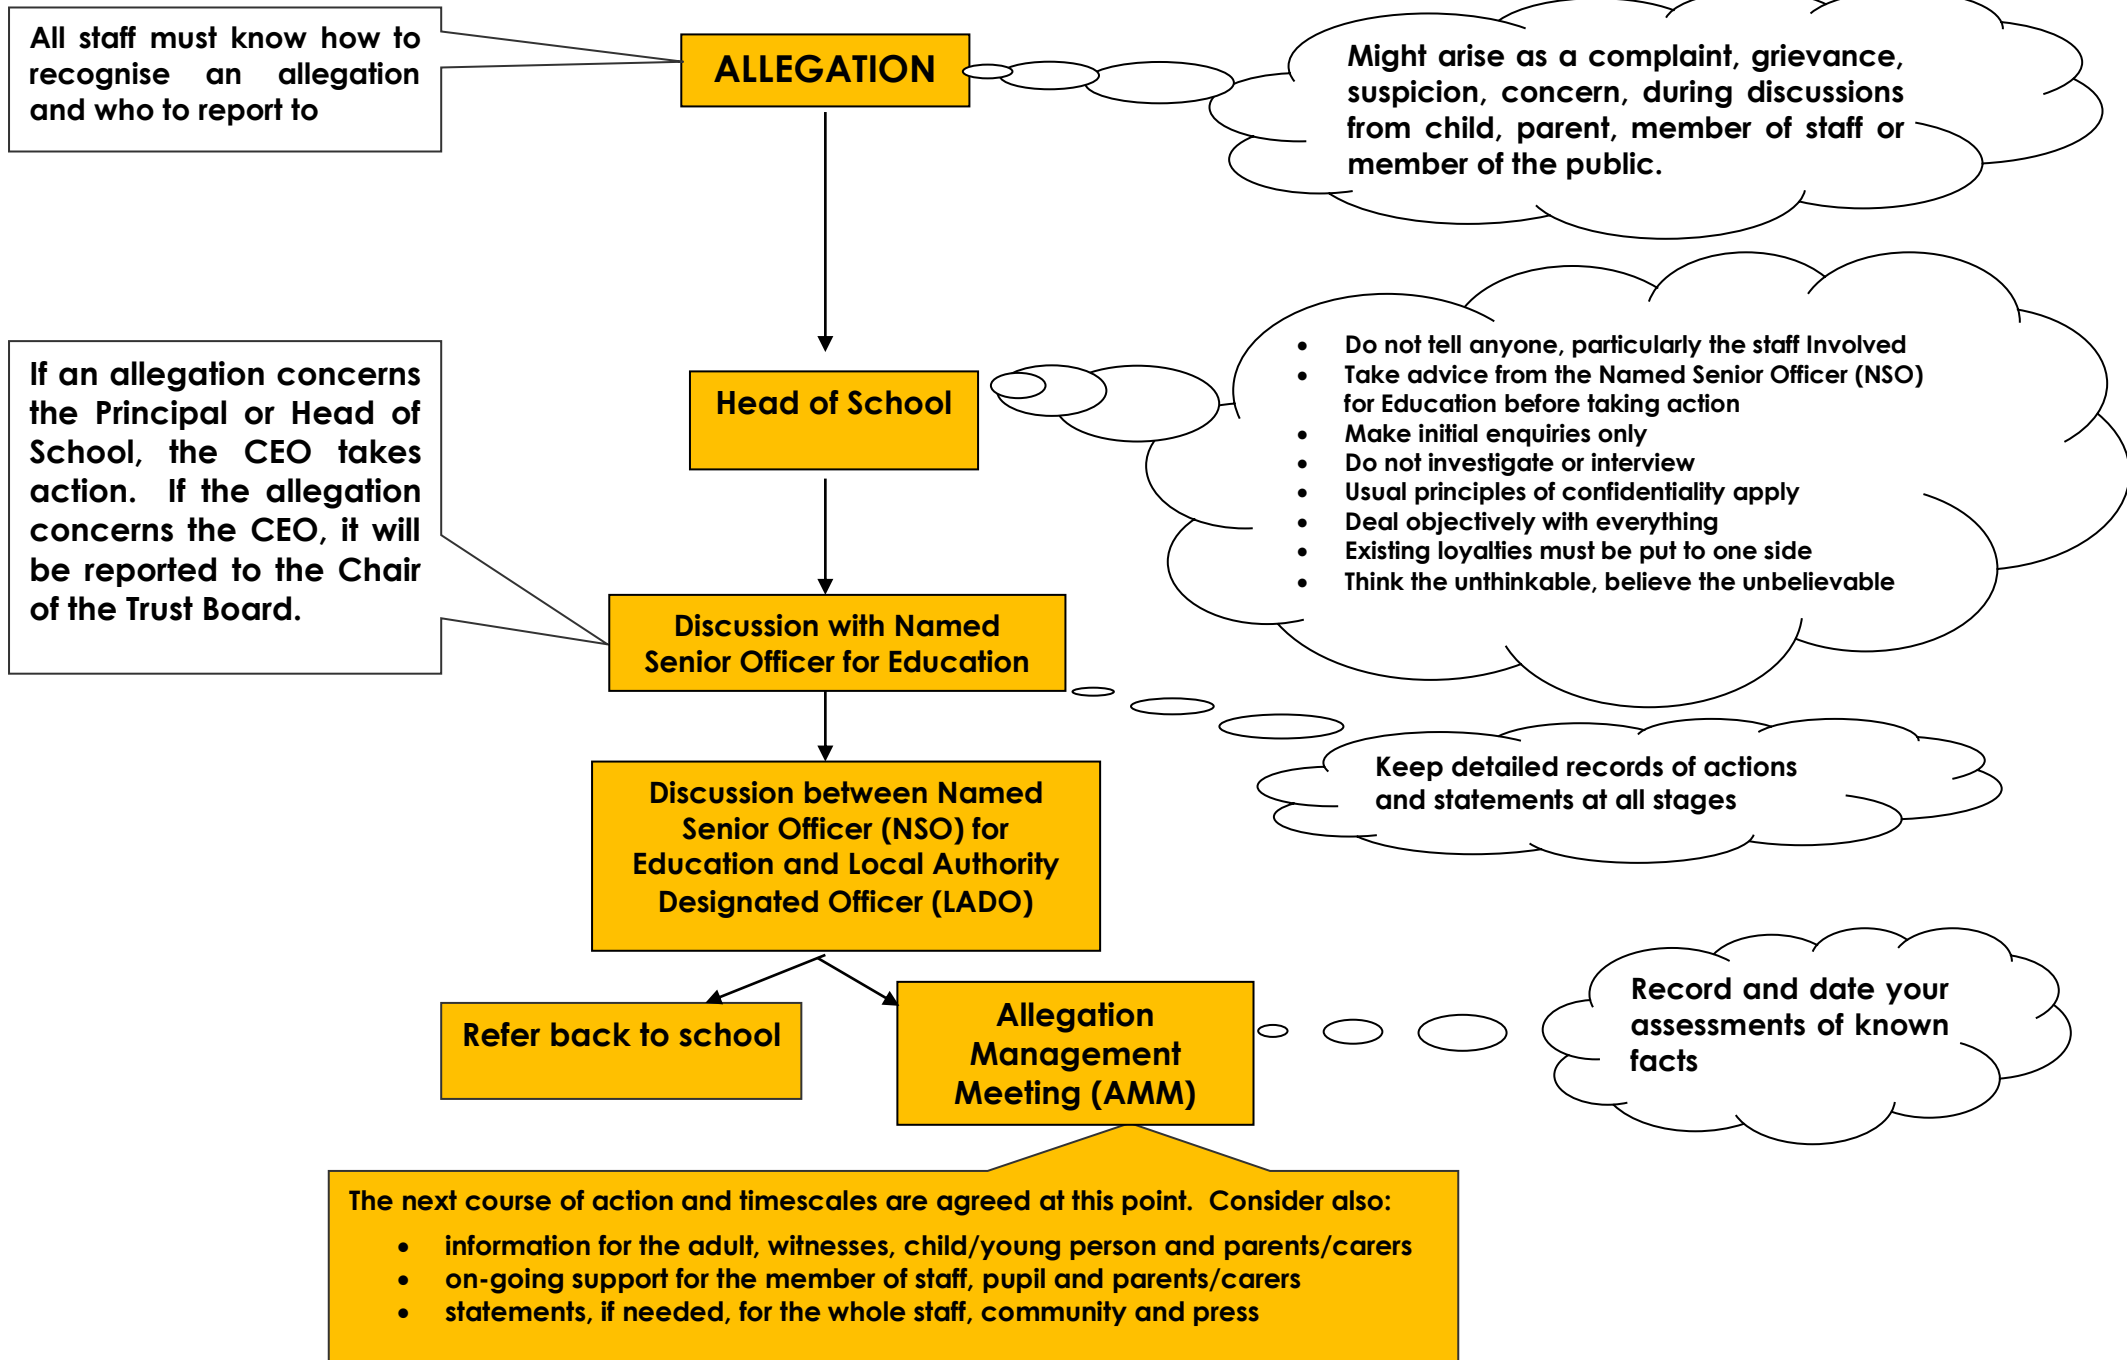 All staff must know how to
recognise an allegation
and who to report to
ALLEGATION
Might arise as a complaint, grievance,
suspicion, concern, during discussions
from child, parent, member of staff or
member of the public.
If an allegation concerns
the Principal or Head of
School, the CEO takes
action. If the allegation
concerns the CEO, it will
be reported to the Chair
of the Trust Board.
Head of School
• Do not tell anyone, particularly the staff Involved
• Take advice from the Named Senior Officer (NSO)
for Education before taking action
• Make initial enquiries only
• Do not investigate or interview
• Usual principles of confidentiality apply
• Deal objectively with everything
• Existing loyalties must be put to one side
• Think the unthinkable, believe the unbelievable
Discussion with Named
Senior Officer for Education
Keep detailed records of actions
and statements at all stages
Discussion between Named
Senior Officer (NSO) for
Education and Local Authority
Designated Officer (LADO)
Refer back to school
Allegation
Management
Meeting (AMM)
Record and date your
assessments of known
facts
The next course of action and timescales are agreed at this point. Consider also:
• information for the adult, witnesses, child/young person and parents/carers
• on-going support for the member of staff, pupil and parents/carers
• statements, if needed, for the whole staff, community and press